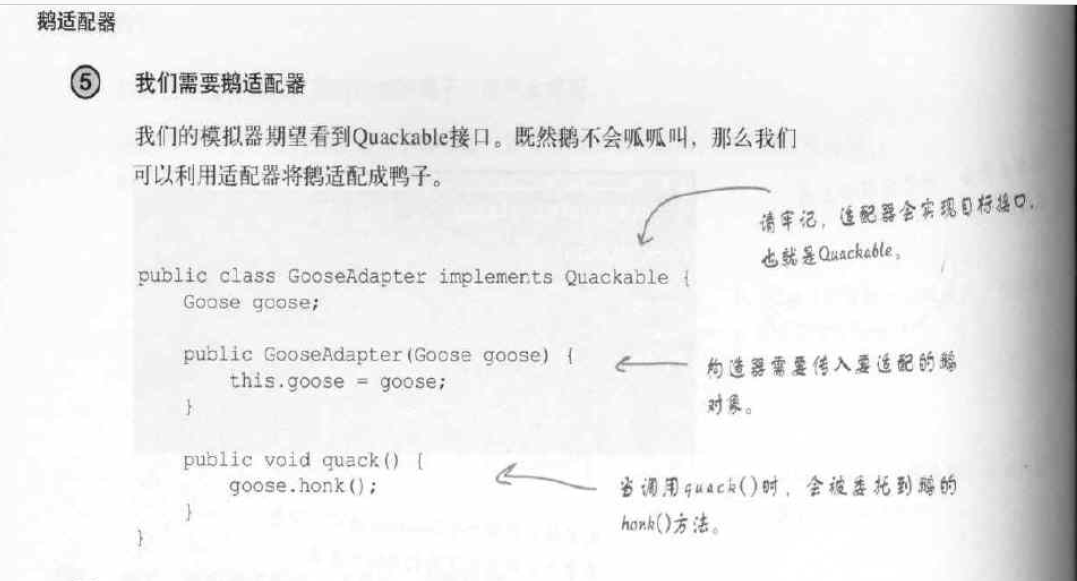 鹅适配器
⑤ 我们需要鹅适配器
我们的模拟器期望看到Quackable接口。既然鹅不会呱呱叫，那么我们
可以利用适配器将鹅适配成鸭子。
请牢记，适配器会实现目标接口，
也就是Quackable。
public class GooseAdapter implements Quackable {
Goose goose;
public GooseAdapter(Goose goose) {
this.goose = goose;
}
构造器需要传入要适配的鹅
对象。
public void quack() {
goose.honk();
}
}
当调用quack()时，会被委托到鹅的
honk()方法。